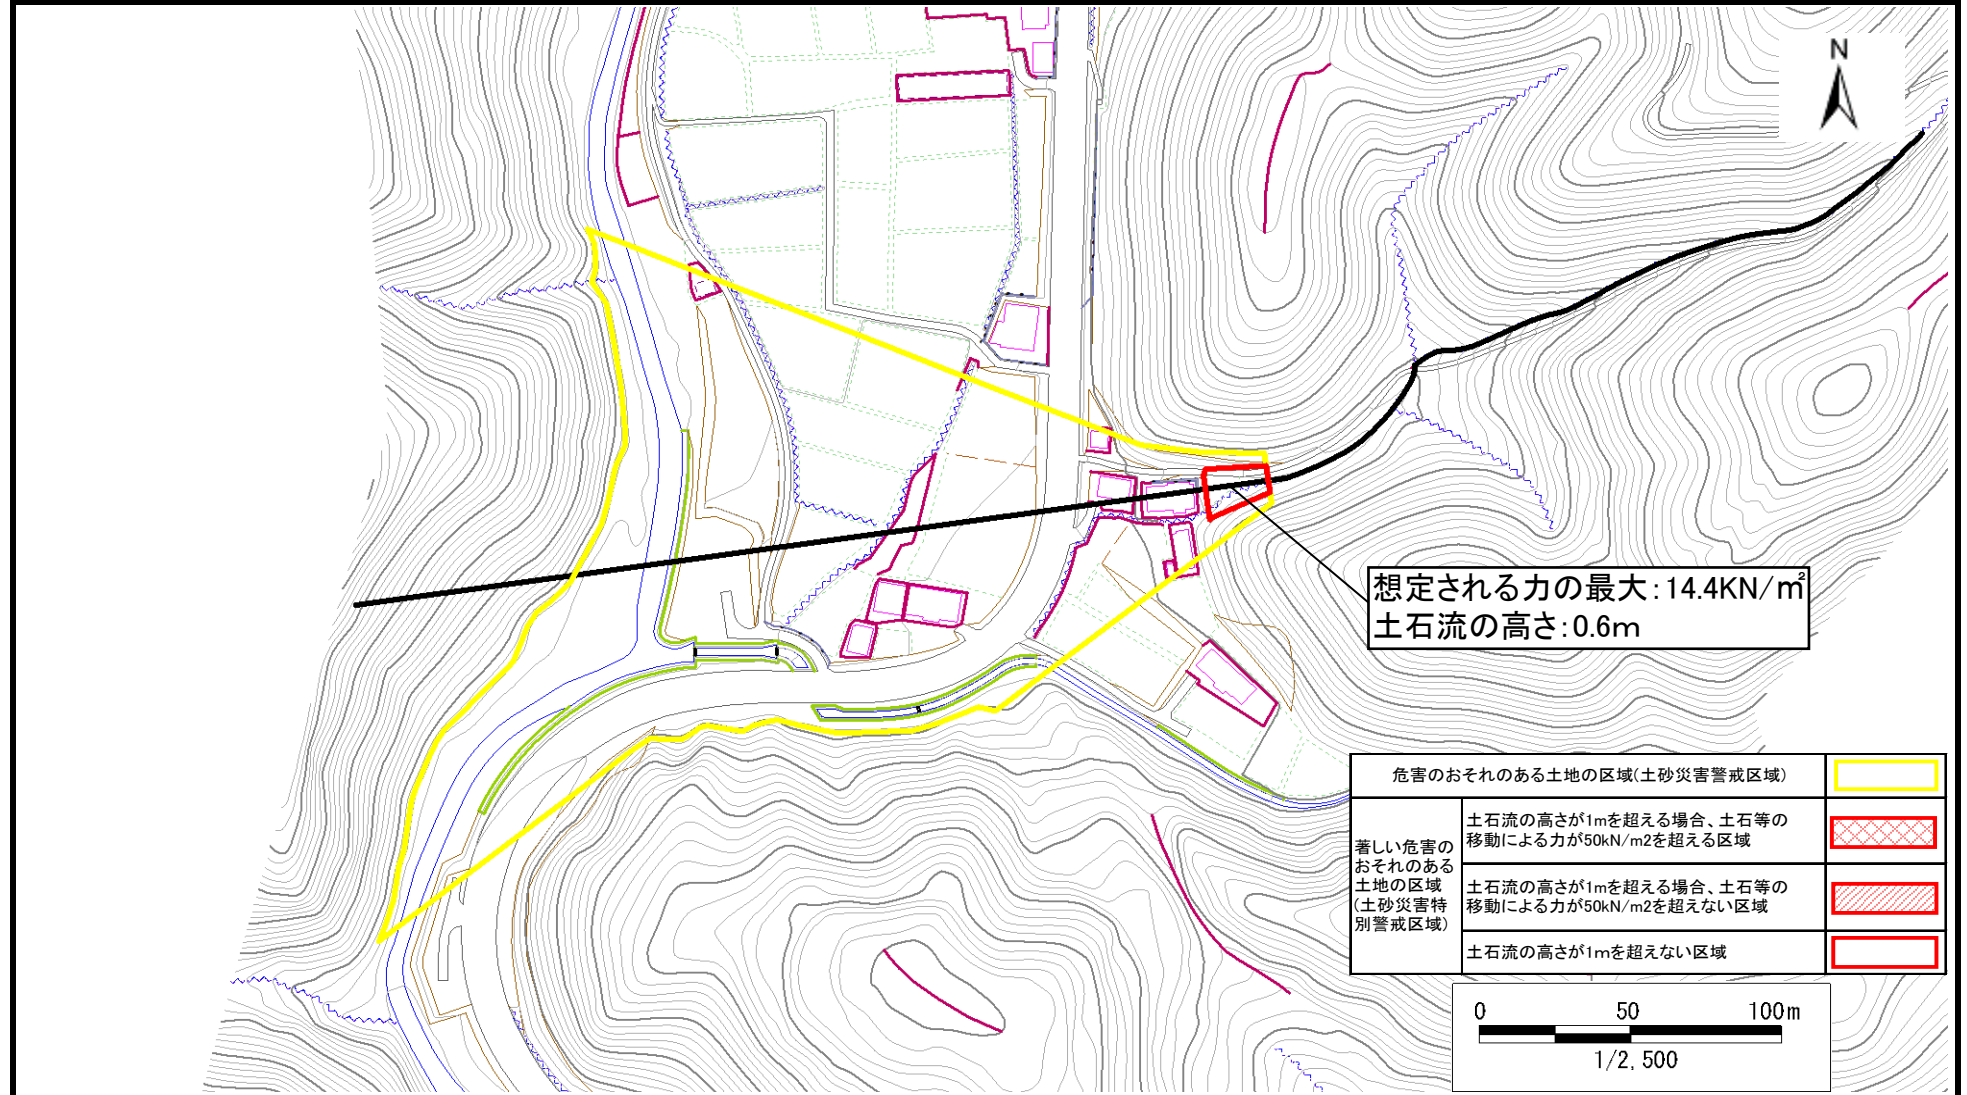 N
想定される力の最大:14.4KN/㎡
土石流の高さ:0.6m
危害のおそれのある土地の区域(土砂災害警戒区域)
著しい危害の
おそれのある
土地の区域
(土砂災害特
別警戒区域)
土石流の高さが1mを超える場合、土石等の
移動による力が50kN/m2を超える区域
土石流の高さが1mを超える場合、土石等の
移動による力が50kN/m2を超えない区域
土石流の高さが1mを超えない区域
0 50 100m
1/2,500